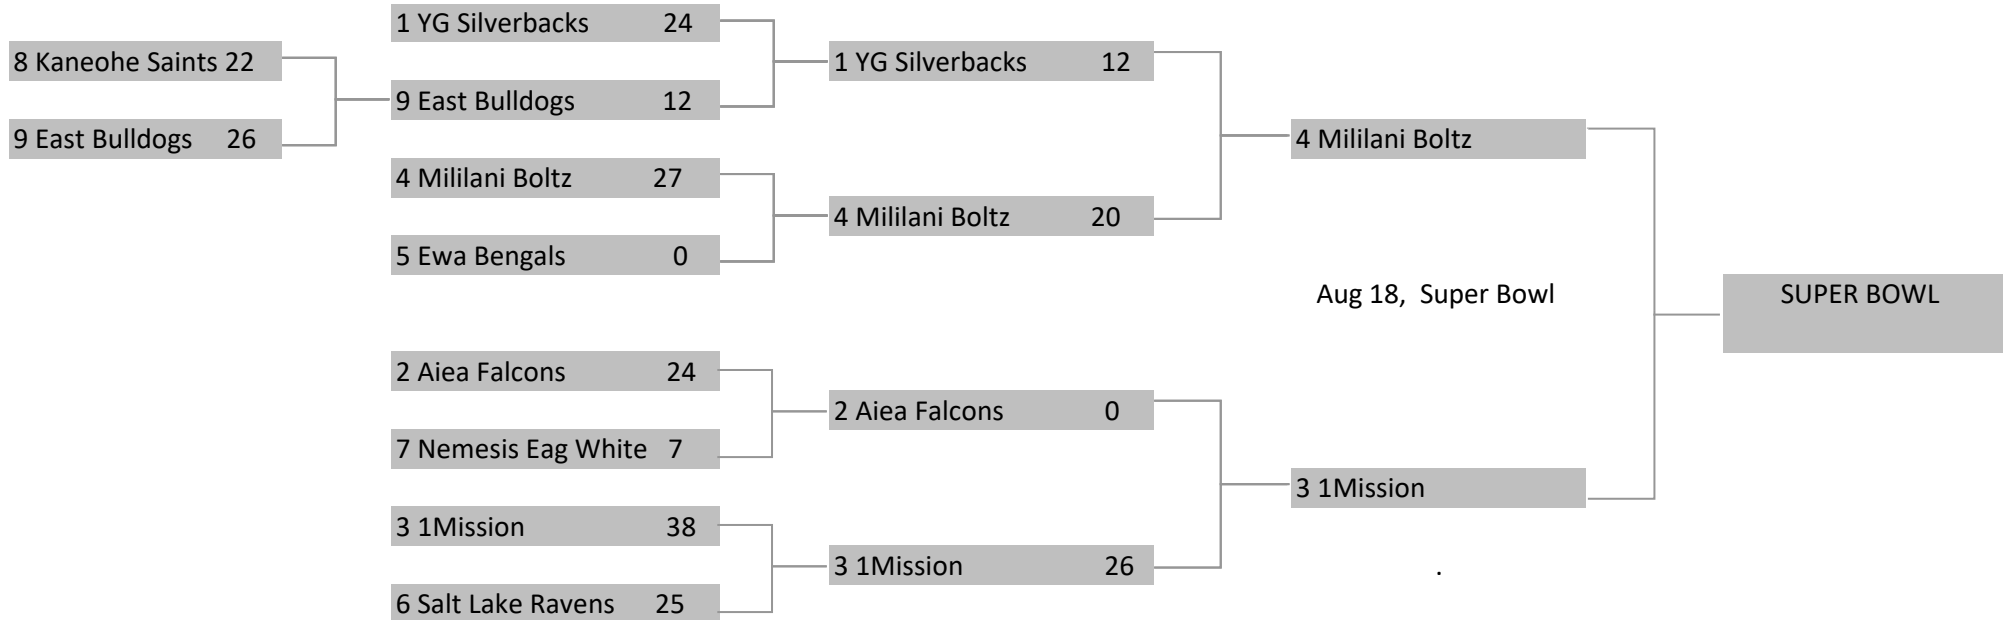 8 Kaneohe Saints 22
9 East Bulldogs 26
1 YG Silverbacks 24
9 East Bulldogs 12
4 Mililani Boltz 27
5 Ewa Bengals 0
2 Aiea Falcons 24
7 Nemesis Eag White 7
3 1Mission 38
6 Salt Lake Ravens 25
1 YG Silverbacks 12
4 Mililani Boltz 20
2 Aiea Falcons 0
3 1Mission 26
4 Mililani Boltz
Aug 18, Super Bowl
3 1Mission
.
SUPER BOWL